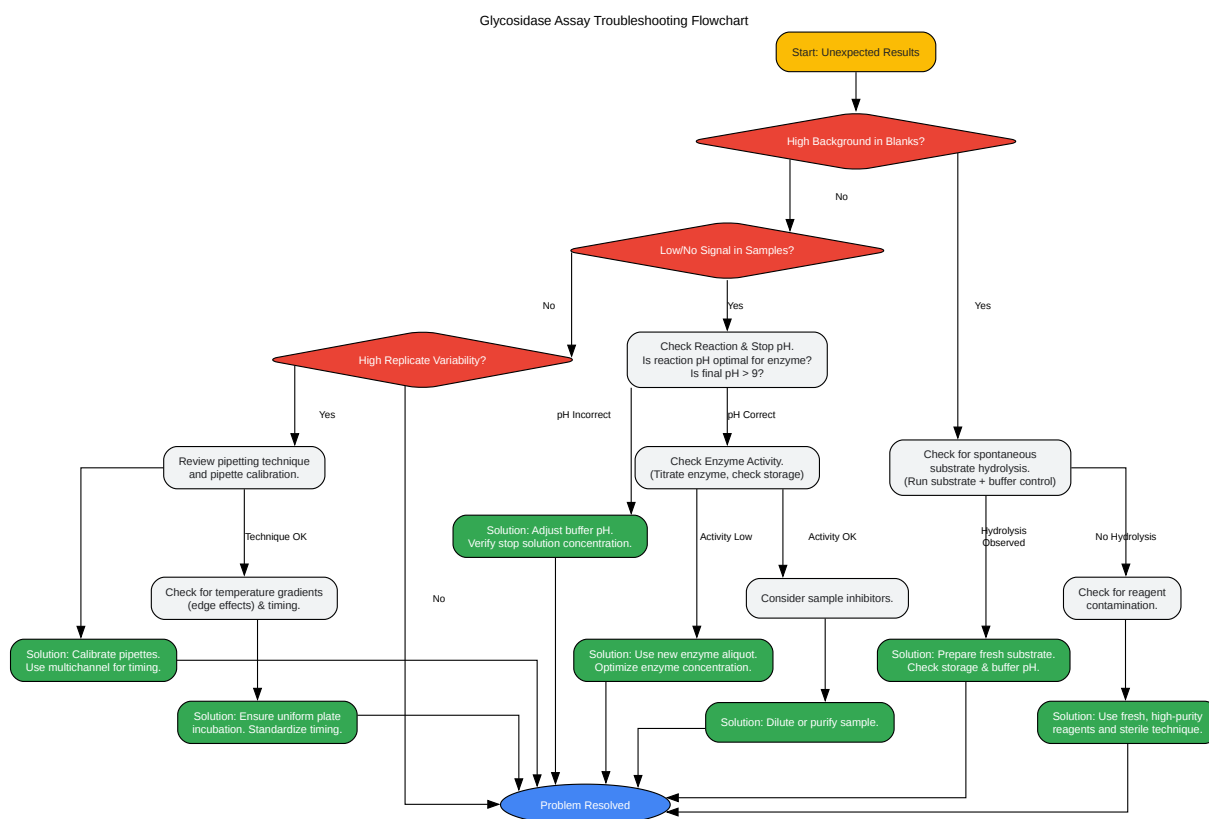 Glycosidase Assay Troubleshooting Flowchart
Start: Unexpected Results
High Background in Blanks?
No
Low/No Signal in Samples?
No
Yes
Yes
Check Reaction & Stop pH.
Is reaction pH optimal for enzyme?
Is final pH > 9?
High Replicate Variability?
Yes
pH Incorrect
pH Correct
Review pipetting technique
and pipette calibration.
Check Enzyme Activity.
(Titrate enzyme, check storage)
Check for spontaneous
substrate hydrolysis.
(Run substrate + buffer control)
Solution: Adjust buffer pH.
Verify stop solution concentration.
Technique OK
Activity Low
Activity OK
Hydrolysis
Observed
No Hydrolysis
Check for temperature gradients
(edge effects) & timing.
No
Consider sample inhibitors.
Check for reagent
contamination.
Solution: Calibrate pipettes.
Use multichannel for timing.
Solution: Use new enzyme aliquot.
Optimize enzyme concentration.
Solution: Prepare fresh substrate.
Check storage & buffer pH.
Solution: Ensure uniform plate
incubation. Standardize timing.
Solution: Dilute or purify sample.
Solution: Use fresh, high-purity
reagents and sterile technique.
Problem Resolved